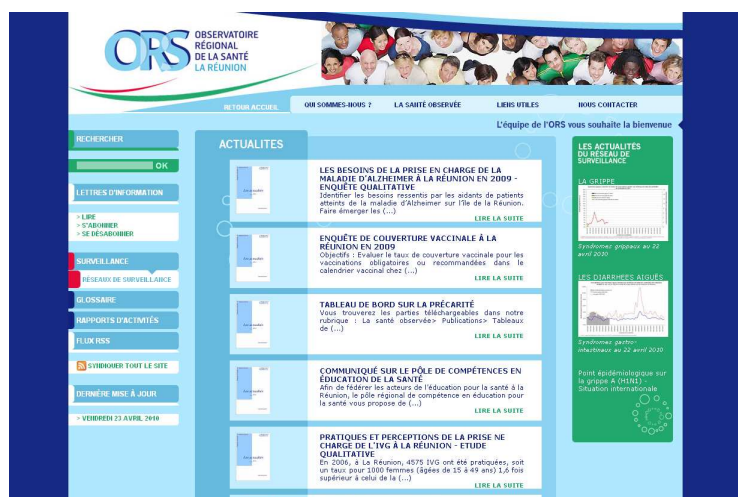 ORS
OBSERVATOIRE
RÉGIONAL
DE LA SANTÉ
LA RÉUNION
RETOUR ACCUEIL
QUI SOMMES-NOUS ?
LA SANTÉ OBSERVÉE
LIENS UTILES
NOUS CONTACTER
L'équipe de l'ORS vous souhaite la bienvenue
RECHERCHER
OK
LETTRES D'INFORMATION
> LIRE
> S'ABONNER
> SE DÉSABONNER
SURVEILLANCE
RÉSEAUX DE SURVEILLANCE
GLOSSAIRE
RAPPORTS D'ACTIVITÉS
FLUX RSS
SYNDIQUER TOUT LE SITE
DERNIÈRE MISE À JOUR
> VENDREDI 23 AVRIL 2010
ACTUALITES
LES BESOINS DE LA PRISE EN CHARGE DE LA
MALADIE D'ALZHEIMER À LA RÉUNION EN 2009 -
ENQUÊTE QUALITATIVE
Identifier les besoins ressentis par les aidants de patients
atteints de la maladie d'Alzheimer sur l'île de la Réunion.
Faire émerger les (...)
LIRE LA SUITE
ENQUÊTE DE COUVERTURE VACCINALE À LA
RÉUNION EN 2009
Objectifs : Evaluer le taux de couverture vaccinale pour les
vaccinations obligatoires ou recommandées dans le
calendrier vaccinal chez (...)
LIRE LA SUITE
TABLEAU DE BORD SUR LA PRÉCARITÉ
Vous trouverez les parties téléchargeables dans notre
rubrique : La santé observée> Publications> Tableaux
de (...)
LIRE LA SUITE
COMMUNIQUÉ SUR LE PÔLE DE COMPÉTENCES EN
ÉDUCATION DE LA SANTÉ
Afin de fédérer les acteurs de l'éducation pour la santé à la
Réunion, le pôle régional de compétence en éducation pour
la santé vous propose de (...)
LIRE LA SUITE
PRATIQUES ET PERCEPTIONS DE LA PRISE NE
CHARGE DE L'IVG À LA RÉUNION - ETUDE
QUALITATIVE
En 2006, à La Réunion, 4575 IVG ont été pratiquées, soit
un taux pour 1000 femmes (âgées de 15 à 49 ans) 1,6 fois
supérieur à celui de la (...)
LIRE LA SUITE
LES ACTUALITÉS
DU RÉSEAU DE
SURVEILLANCE
LA GRIPPE
Syndromes grippaux au 22
avril 2010
LES DIARRHEES AIGUËS
Syndromes gastro-
intestinaux au 22 avril 2010
Point épidémiologique sur
la grippe A (H1N1) -
Situation internationale